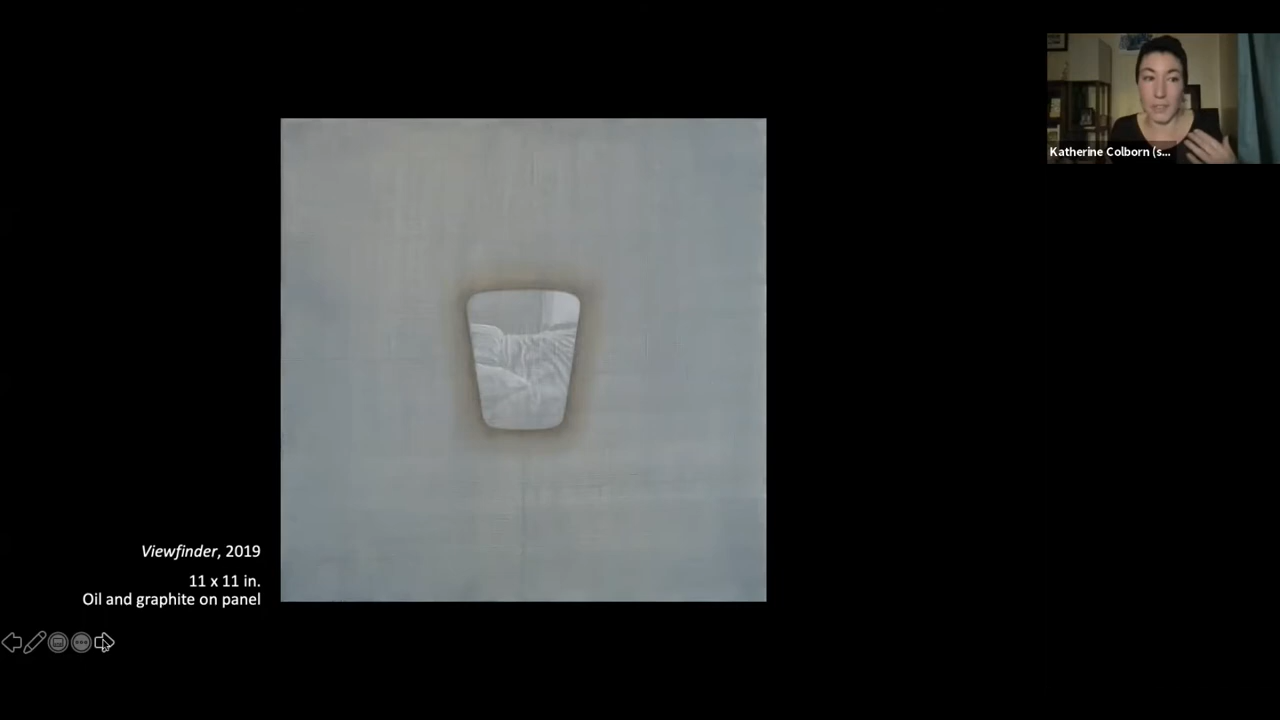 Katherine Colborn (s...
Viewfinder, 2019
11 x 11 in.
Oil and graphite on panel